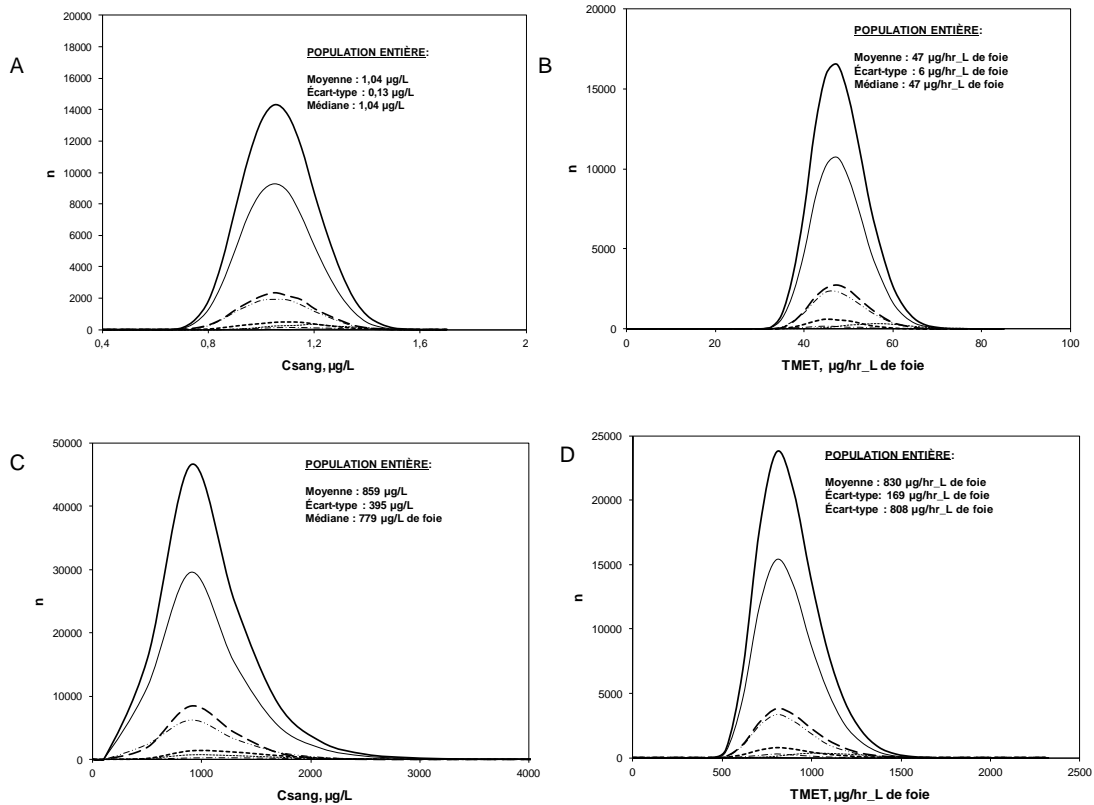 A
20000
18000
16000
14000
12000
10000
8000
6000
4000
2000
0
n
POPULATION ENTIÈRE:
Moyenne : 1,04 µg/L
Écart-type : 0,13 µg/L
Médiane : 1,04 µg/L
0,4 0,8 1,2 1,6 2
Csang, µg/L
B
20000
15000
10000
5000
0
n
POPULATION ENTIÈRE:
Moyenne : 47 µg/hr_L de foie
Écart-type : 6 µg/hr_L de foie
Médiane : 47 µg/hr_L de foie
0 20 40 60 80 100
TMET, µg/hr_L de foie
C
50000
40000
30000
20000
10000
0
n
POPULATION ENTIÈRE:
Moyenne : 859 µg/L
Écart-type : 395 µg/L
Médiane : 779 µg/L de foie
0 1000 2000 3000 4000
Csang, µg/L
D
25000
20000
15000
10000
5000
0
n
POPULATION ENTIÈRE:
Moyenne : 830 µg/hr_L de foie
Écart-type: 169 µg/hr_L de foie
Écart-type : 808 µg/hr_L de foie
0 500 1000 1500 2000 2500
TMET, µg/hr_L de foie